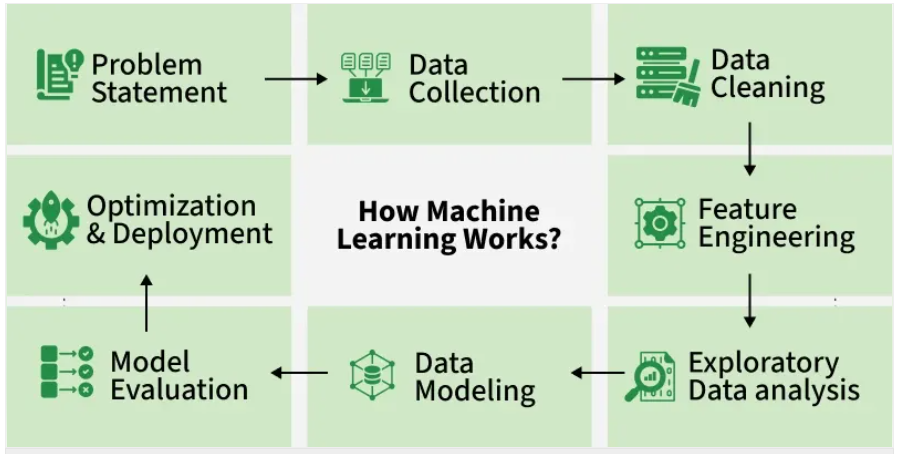 Problem
Statement
Data
Collection
Data
Cleaning
Optimization
& Deployment
How Machine
Learning Works?
Feature
Engineering
Model
Evaluation
Data
Modeling
Exploratory
Data analysis